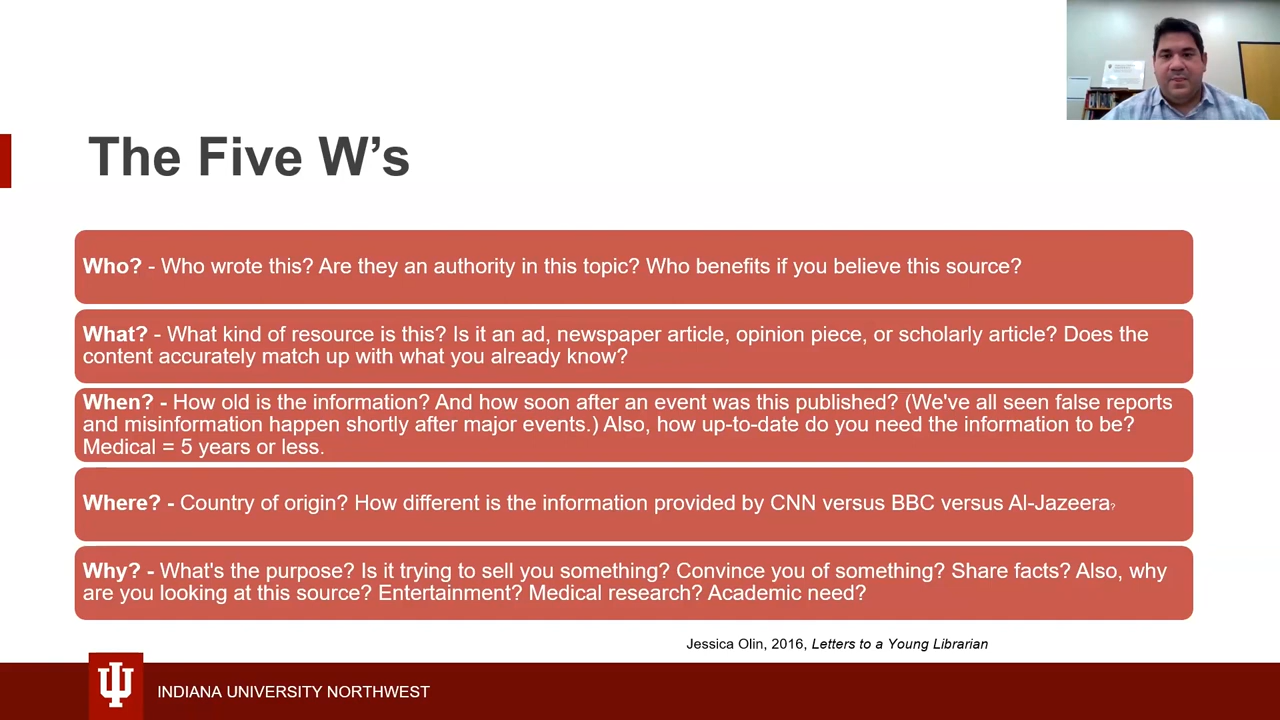 The Five W’s
Who? - Who wrote this? Are they an authority in this topic? Who benefits if you believe this source?
What? - What kind of resource is this? Is it an ad, newspaper article, opinion piece, or scholarly article? Does the
content accurately match up with what you already know?
When? - How old is the information? And how soon after an event was this published? (We've all seen false reports
and misinformation happen shortly after major events.) Also, how up-to-date do you need the information to be?
Medical = 5 years or less.
Where? - Country of origin? How different is the information provided by CNN versus BBC versus Al-Jazeera?
Why? - What's the purpose? Is it trying to sell you something? Convince you of something? Share facts? Also, why
are you looking at this source? Entertainment? Medical research? Academic need?
Jessica Olin, 2016, Letters to a Young Librarian
INDIANA UNIVERSITY NORTHWEST